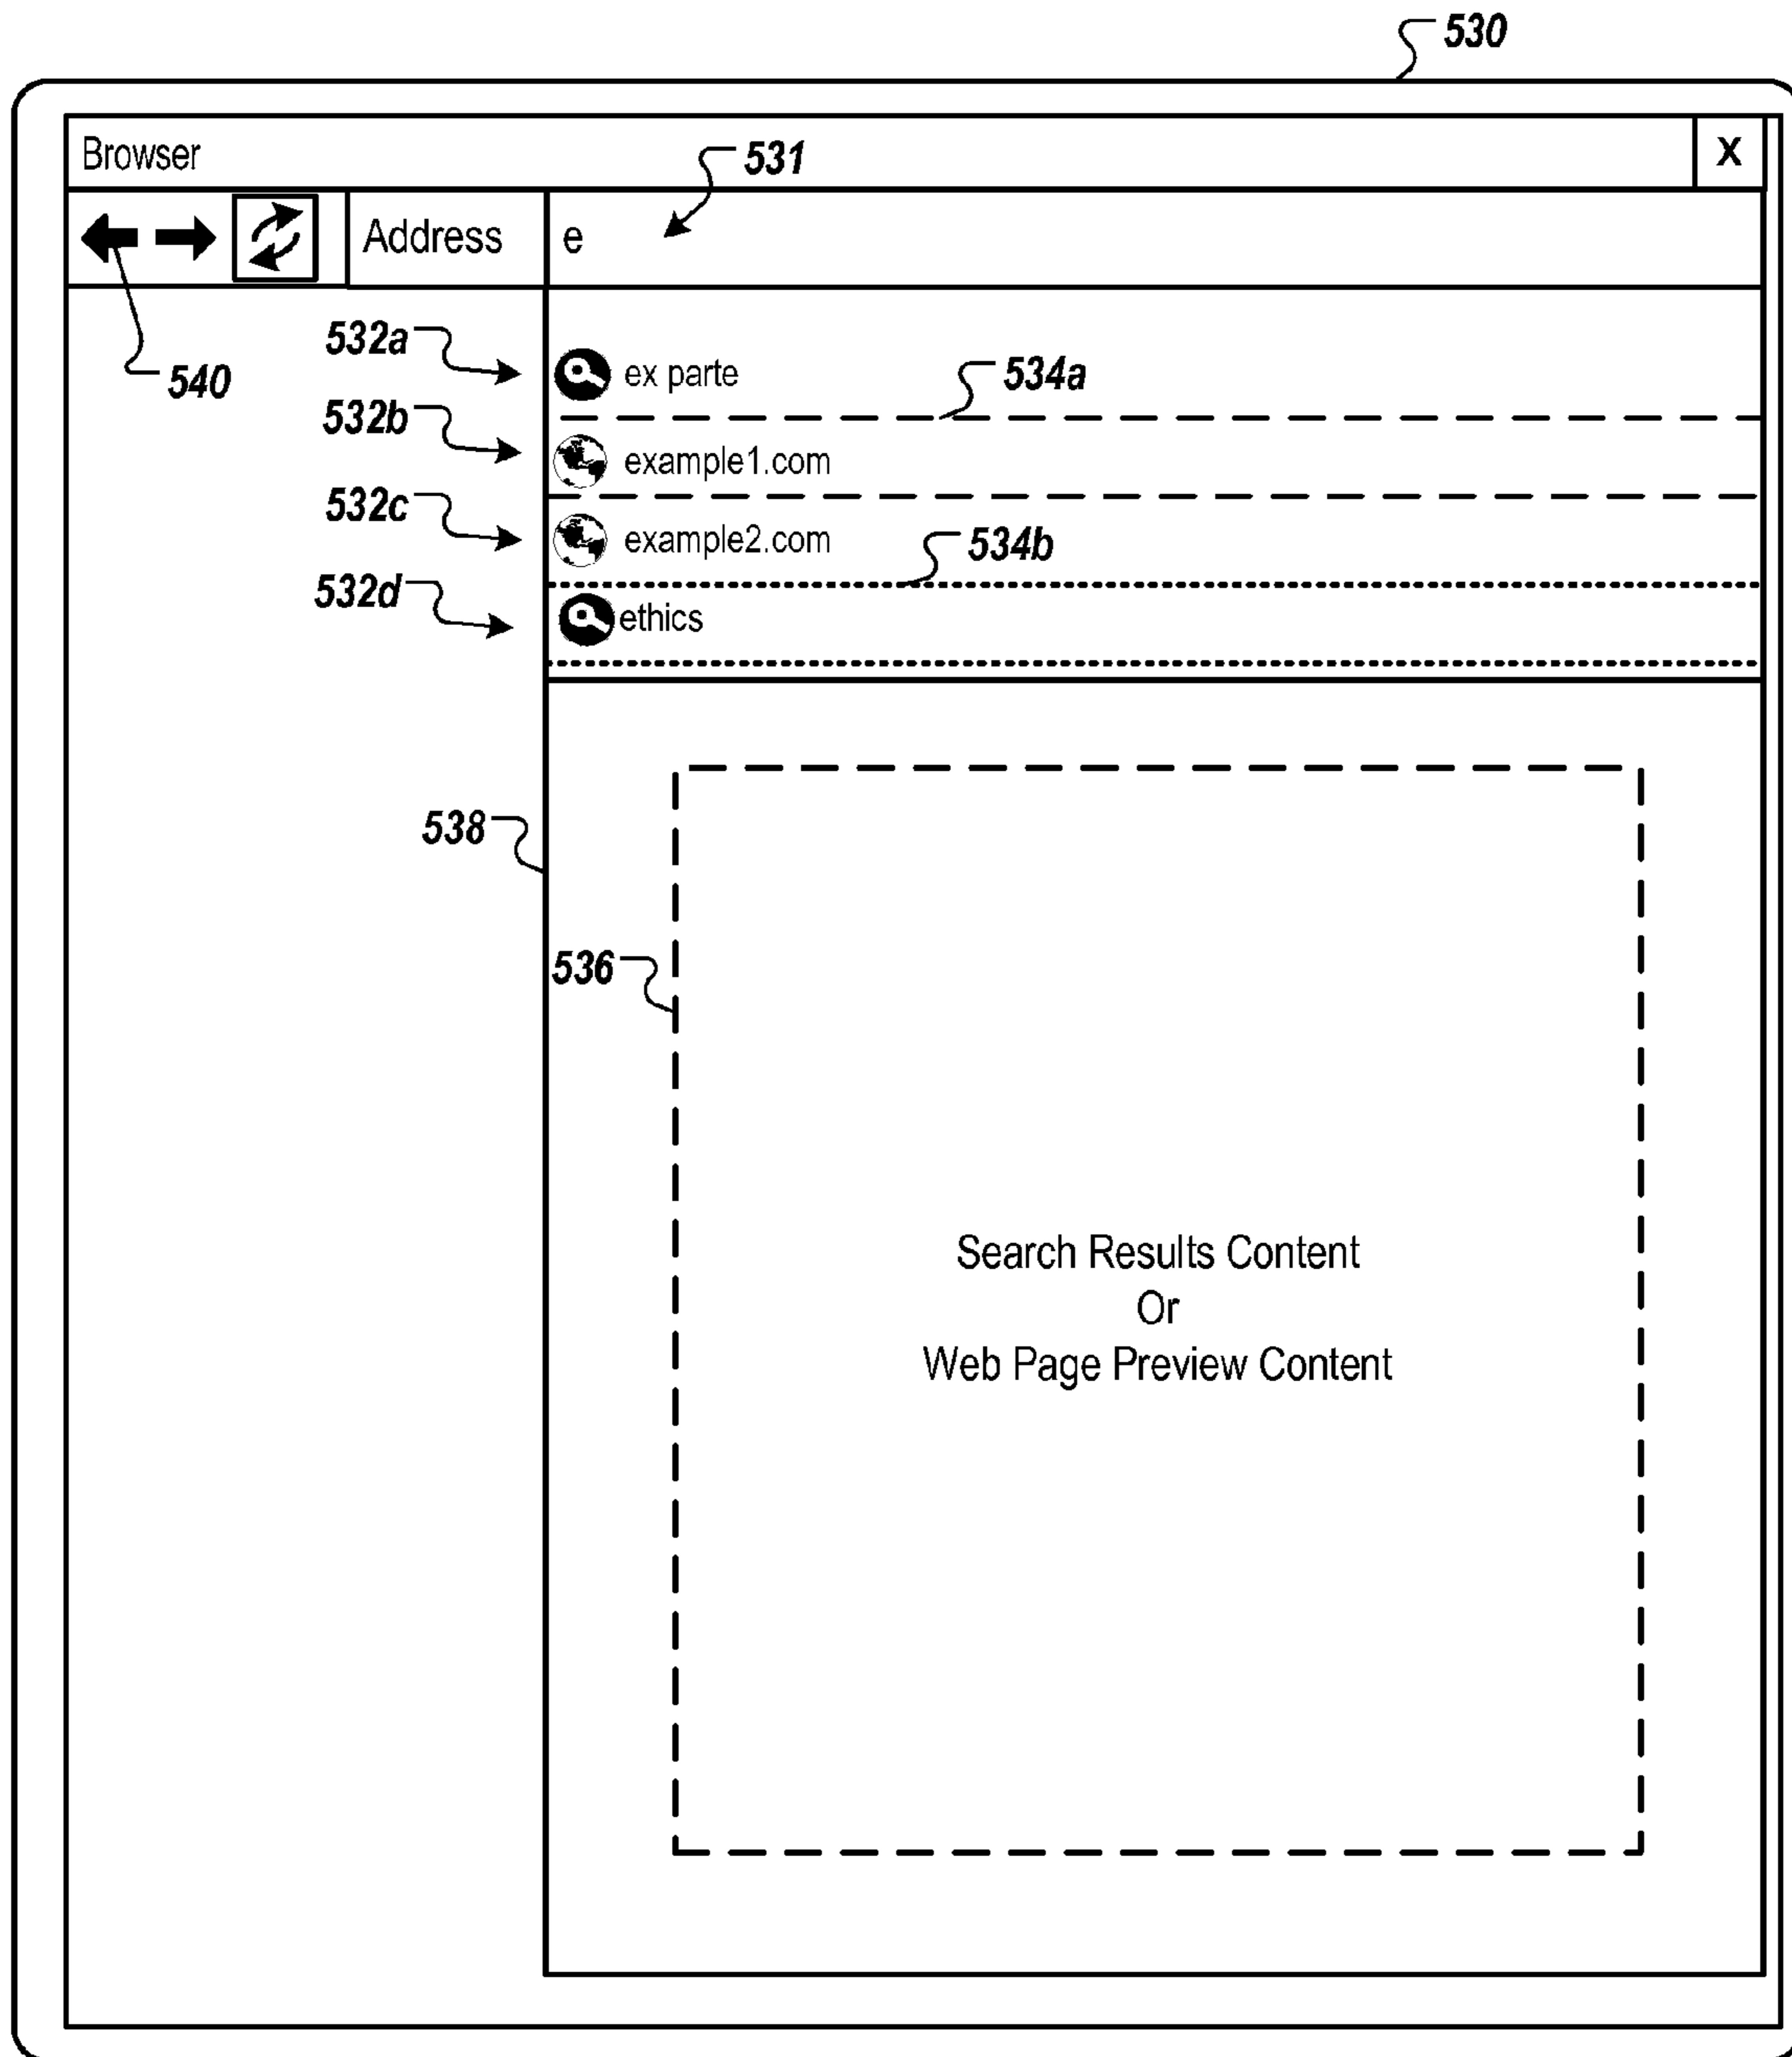 530
Browser
X
531
Address
e
540
532a
ex parte
534a
532b
example1.com
532c
example2.com
534b
532d
ethics
538
536
Search Results Content
Or
Web Page Preview Content